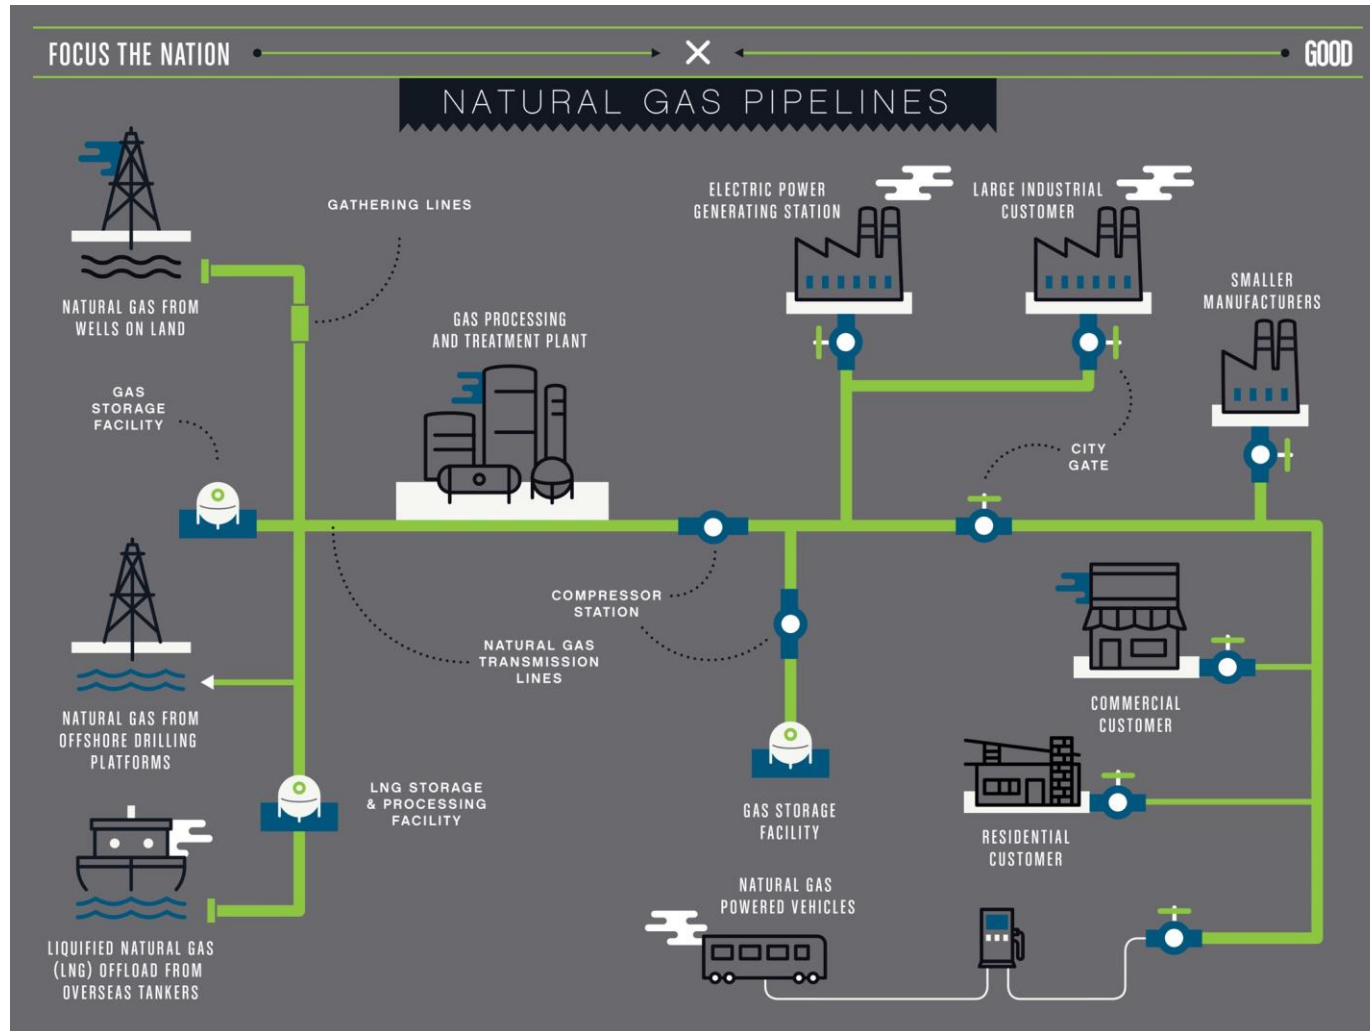 FOCUS THE NATION
GOOD
NATURAL GAS PIPELINES
NATURAL GAS FROM
WELLS ON LAND
GATHERING LINES
GAS
STORAGE
FACILITY
GAS PROCESSING
AND TREATMENT PLANT
ELECTRIC POWER
GENERATING STATION
LARGE INDUSTRIAL
CUSTOMER
SMALLER
MANUFACTURERS
CITY
GATE
COMPRESSOR
STATION
NATURAL GAS
TRANSMISSION
LINES
NATURAL GAS FROM
OFFSHORE DRILLING
PLATFORMS
LNG STORAGE
& PROCESSING
FACILITY
GAS STORAGE
FACILITY
COMMERCIAL
CUSTOMER
RESIDENTIAL
CUSTOMER
NATURAL GAS
POWERED VEHICLES
LIQUIFIED NATURAL GAS
(LNG) OFFLOAD FROM
OVERSEAS TANKERS